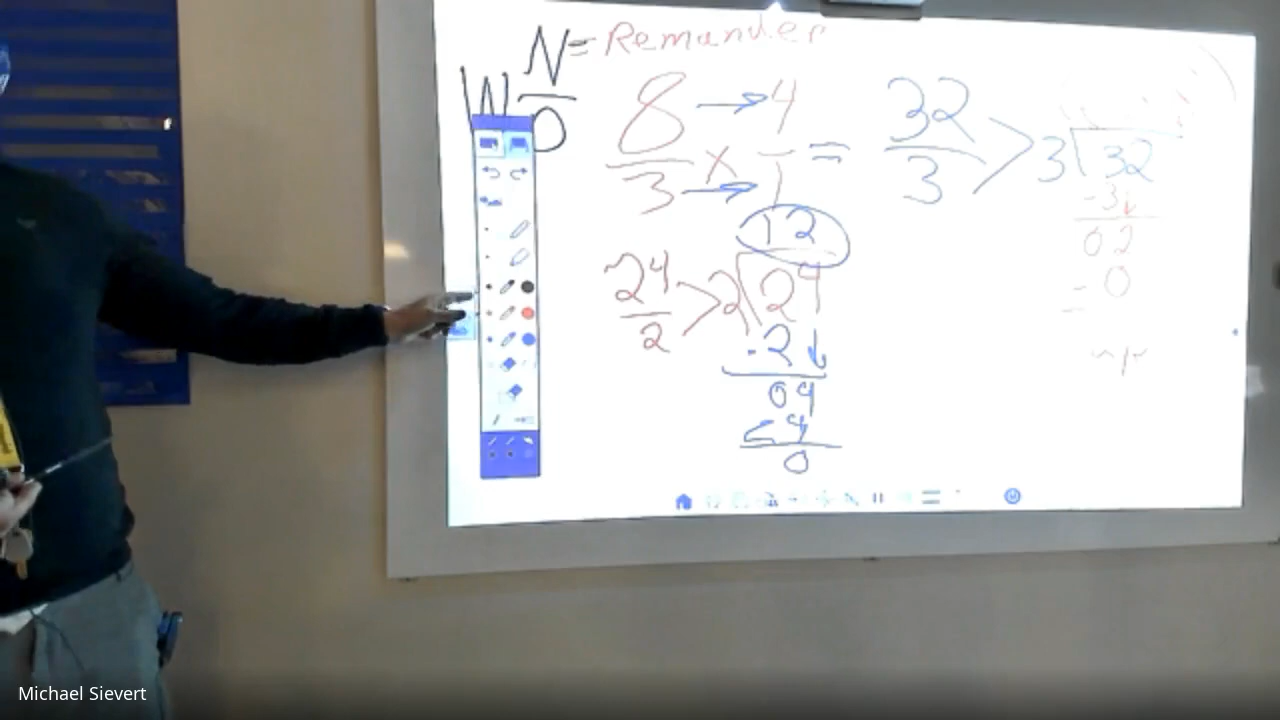 N = Remander
W N/D
8/3 → → × 4/1 = 32/3 > 3 √32
-3↓
02
-0
12
24/2 > 2 √24
-2↓
04
-4
0
Michael Sievert